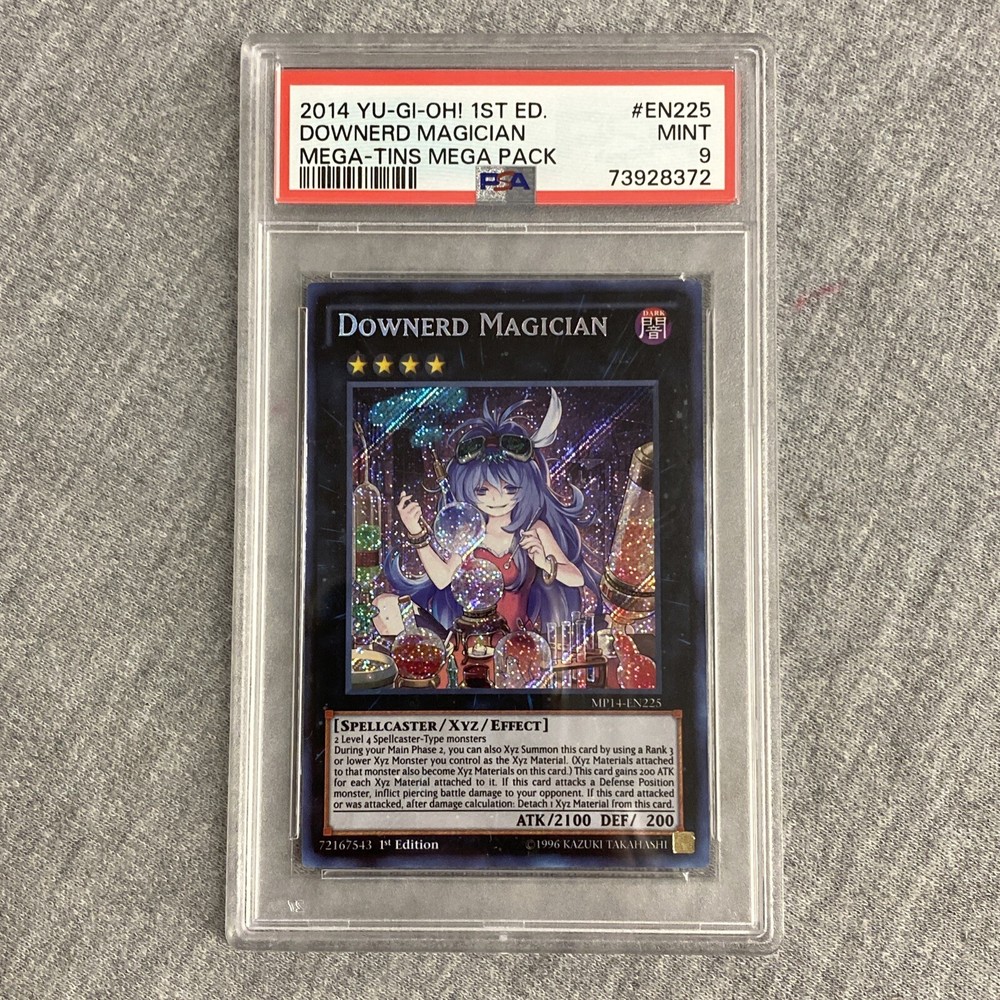 2014 YU-GI-OH! 1ST ED. #EN225
DOWNERD MAGICIAN MINT
MEGA-TINS MEGA PACK 9
PSA 73928372
DOWNERD MAGICIAN
DARK
闇
MP14-EN225
[SPELLCASTER/XYZ/EFFECT]
2 Level 4 Spellcaster-Type monsters
During your Main Phase 2, you can also Xyz Summon this card by using a Rank 3
or lower Xyz Monster you control as the Xyz Material. (Xyz Materials attached
to that monster also become Xyz Materials on this card.) This card gains 200 ATK
for each Xyz Material attached to it. If this card attacks a Defense Position
monster, inflict piercing battle damage to your opponent. If this card attacked
or was attacked, after damage calculation: Detach 1 Xyz Material from this card.
ATK/2100 DEF/ 200
72167543 1st Edition ©1996 KAZUKI TAKAHASHI